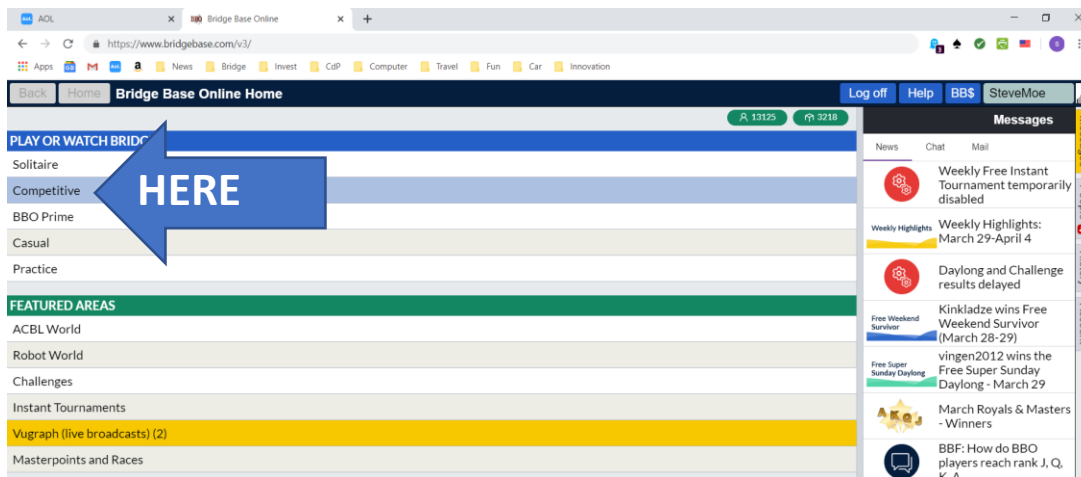 AOL
Bridge Base Online
https://www.bridgebase.com/v3/
Apps
News
Bridge
Invest
CdP
Computer
Travel
Fun
Car
Innovation
Back
Home
Bridge Base Online Home
Log off
Help
BB$
SteveMoe
13125
3218
Messages
PLAY OR WATCH
News
Chat
Mail
Solitaire
Competitive
HERE
BBO Prime
Casual
Practice
FEATURED AREAS
ACBL World
Robot World
Challenges
Instant Tournaments
Vugraph (live broadcasts) (2)
Masterpoints and Races
Weekly Free Instant
Tournament temporarily
disabled
Weekly Highlights
Weekly Highlights:
March 29-April 4
Daylong and Challenge
results delayed
Free Weekend
Survivor
Kinkladze wins Free
Weekend Survivor
(March 28-29)
Free Super
Sunday Daylong
vingen2012 wins the
Free Super Sunday
Daylong - March 29
AKQJ
March Royals & Masters
- Winners
BBF: How do BBO
players reach rank J, Q,